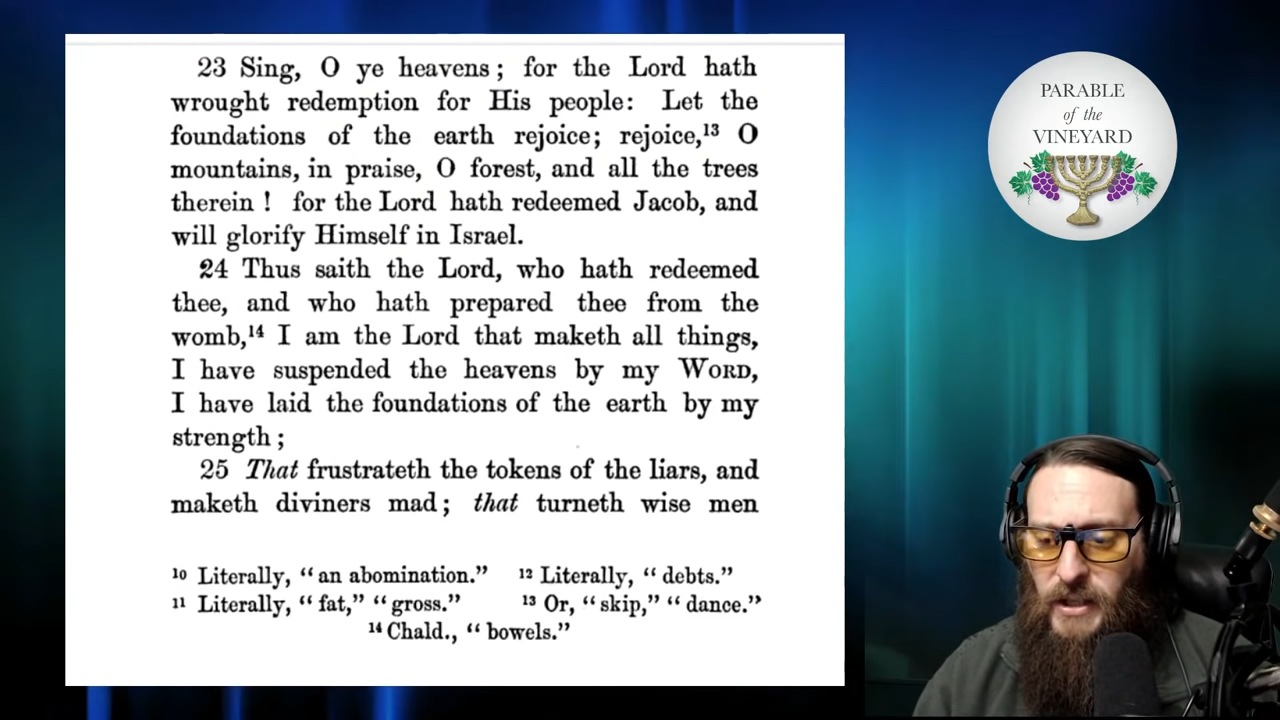 23 Sing, O ye heavens; for the Lord hath
wrought redemption for His people: Let the
foundations of the earth rejoice; rejoice,¹³ O
mountains, in praise, O forest, and all the trees
therein! for the Lord hath redeemed Jacob, and
will glorify Himself in Israel.
24 Thus saith the Lord, who hath redeemed
thee, and who hath prepared thee from the
womb,¹⁴ I am the Lord that maketh all things,
I have suspended the heavens by my WORD,
I have laid the foundations of the earth by my
strength;
25 That frustrateth the tokens of the liars, and
maketh diviners mad; that turneth wise men
¹⁰ Literally, “an abomination.” ¹² Literally, “debts.”
¹¹ Literally, “fat,” “gross.” ¹³ Or, “skip,” “dance.”
¹⁴ Chald., “bowels.”
PARABLE
of the
VINEYARD